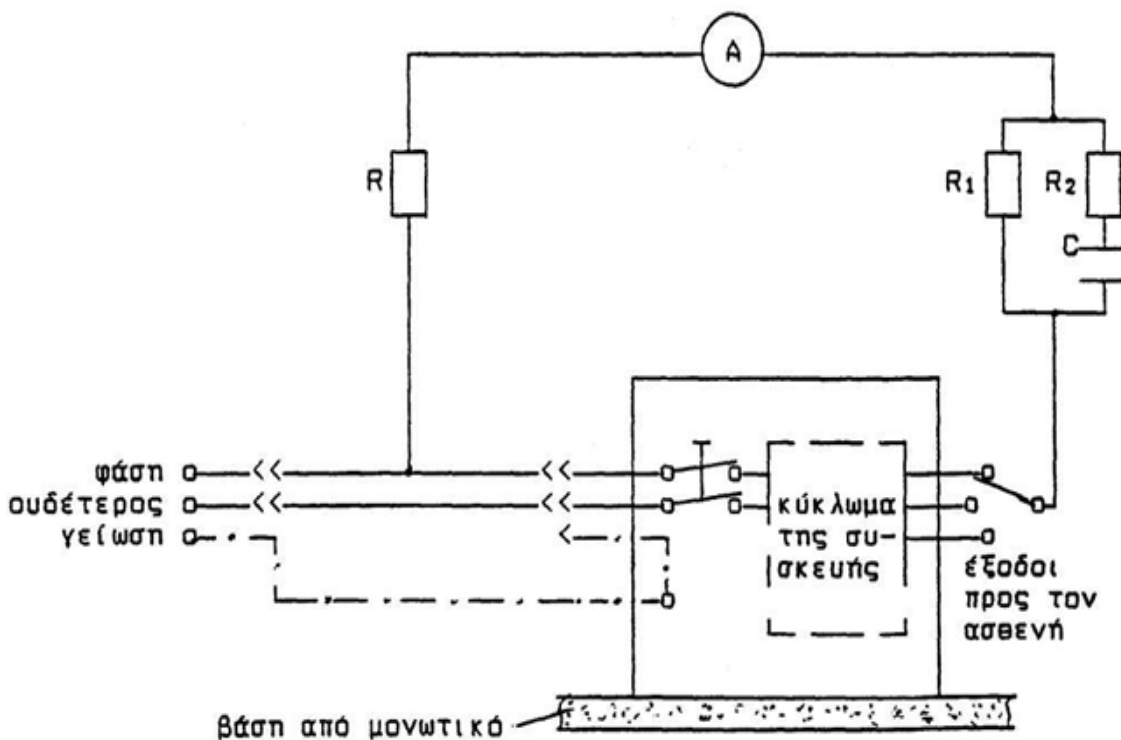 A
R
R1
R2
C
φάση
ουδέτερος
γείωση
κύκλωμα
της συ-
σκευής
έξοδοι
προς τον
ασθενή
βάση από μονωτικό